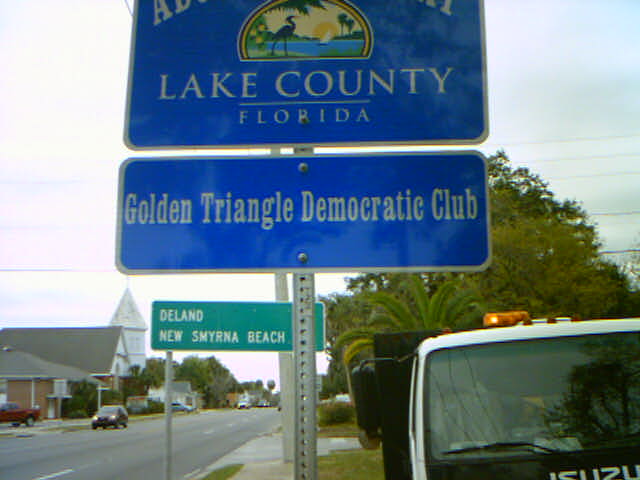 LAKE COUNTY
FLORIDA
Golden Triangle Democratic Club
DELAND
NEW SMYRNA BEACH
ISUZU